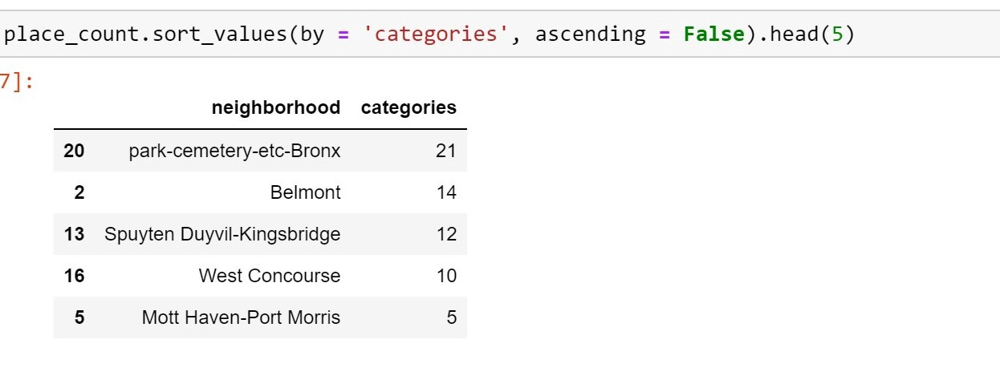 place_count.sort_values(by = 'categories', ascending = False).head(5)
7]:
neighborhood categories
20 park-cemetery-etc-Bronx 21
2 Belmont 14
13 Spuyten Duyvil-Kingsbridge 12
16 West Concourse 10
5 Mott Haven-Port Morris 5